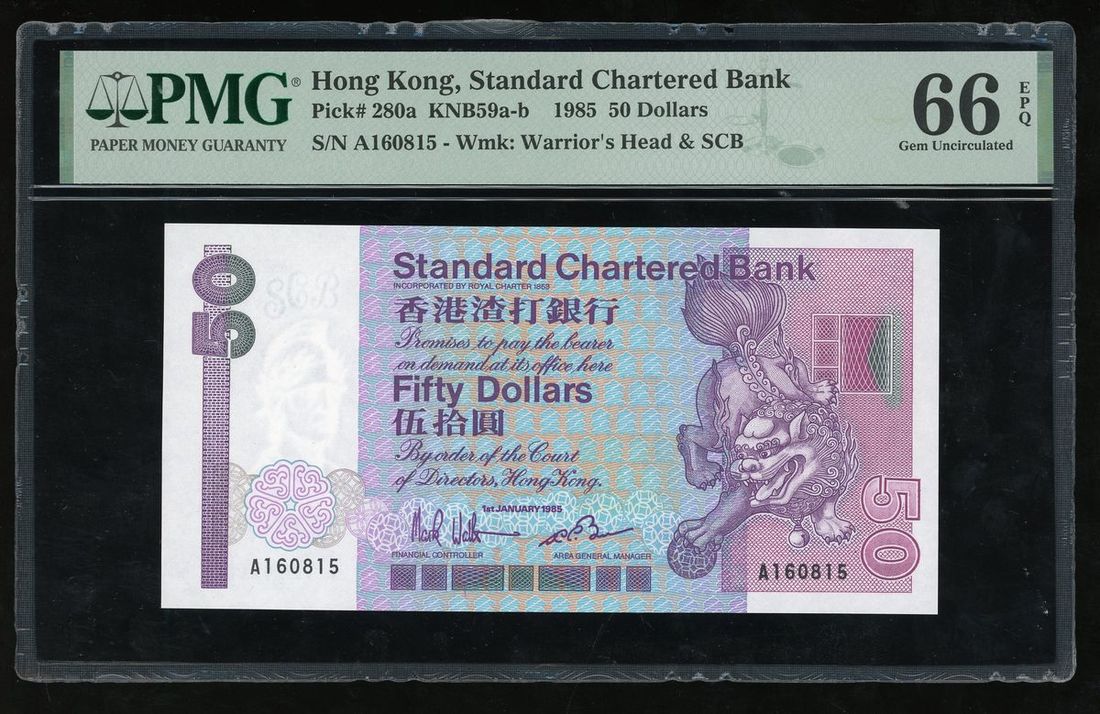 PMG®
PAPER MONEY GUARANTY
Hong Kong, Standard Chartered Bank
Pick# 280a KNB59a-b 1985 50 Dollars
S/N A160815 - Wmk: Warrior's Head & SCB
66 EPQ
Gem Uncirculated
50
SCB
Standard Chartered Bank
INCORPORATED BY ROYAL CHARTER 1853
香港渣打銀行
Promises to pay the bearer
on demand at its office here
Fifty Dollars
伍拾圓
By order of the Court
of Directors, Hong Kong.
1st JANUARY 1985
FINANCIAL CONTROLLER
AREA GENERAL MANAGER
A160815
A160815
50